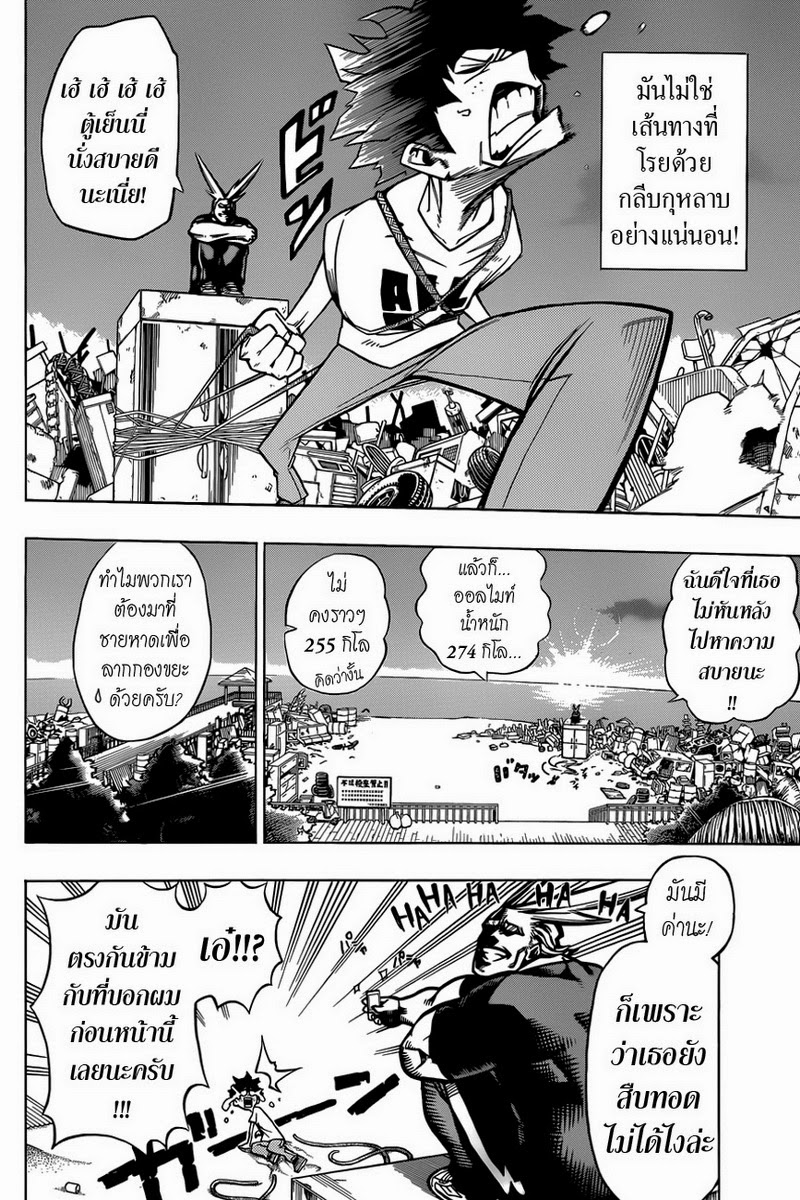 มันไม่ใช่
เส้นทางที่
โรยด้วย
กลีบกุหลาบ
อย่างแน่นอน!
เฮ้ เฮ้ เฮ้ เฮ้
ตู้เย็นนี่
นั่งสบายดี
นะเนี่ย!
ビン
ฉันดีใจที่เธอ
ไม่หันหลัง
ไปหาความ
สบายนะ
!!
แล้วก็...
ออลไมท์
น้ำหนัก
274 กิโล...
ไม่
คงราวๆ
255 กิโล
คิดว่างั้น
ทำไมพวกเรา
ต้องมาที่
ชายหาดเพื่อ
ลากกองขยะ
ด้วยครับ?
มันมี
ค่านะ!
HA HA HA HA HA HA
ก็เพราะ
ว่าเธอยัง
สืบทอด
ไม่ได้ไงล่ะ
เอ๋!!!?
มัน
ตรงกันข้าม
กับที่บอกผม
ก่อนหน้านี้
เลยนะครับ
!!!